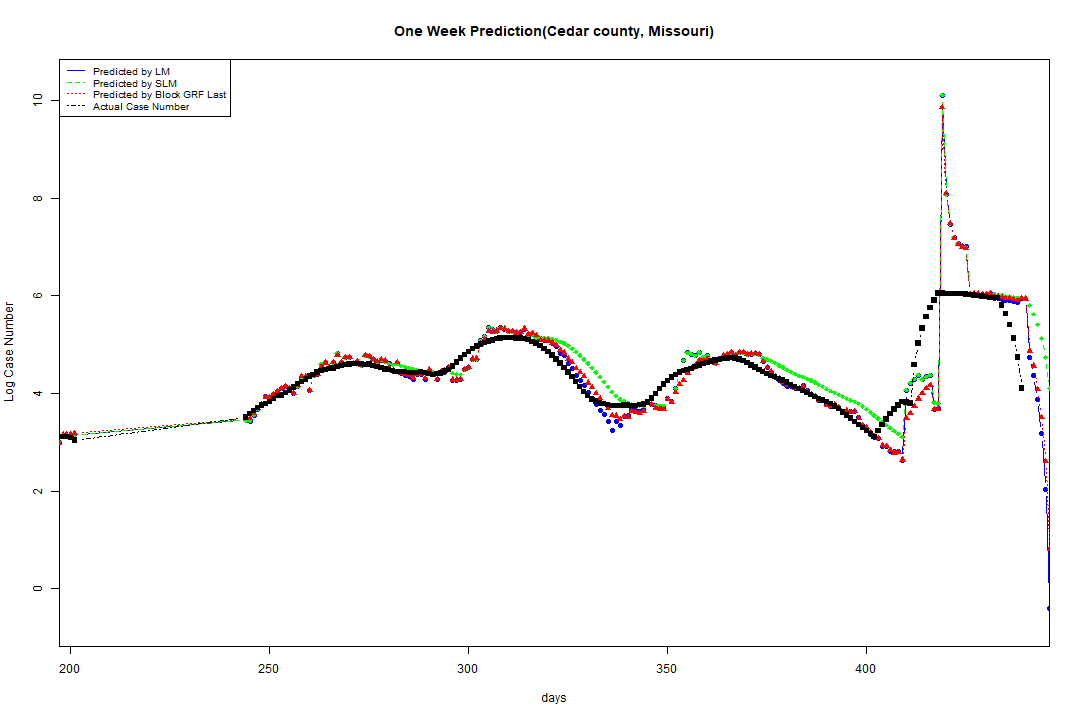 One Week Prediction(Cedar county, Missouri)
Predicted by LM
Predicted by SLM
Predicted by Block GRF Last
Actual Case Number
Log Case Number
10
8
6
4
2
0
200 250 300 350 400
days